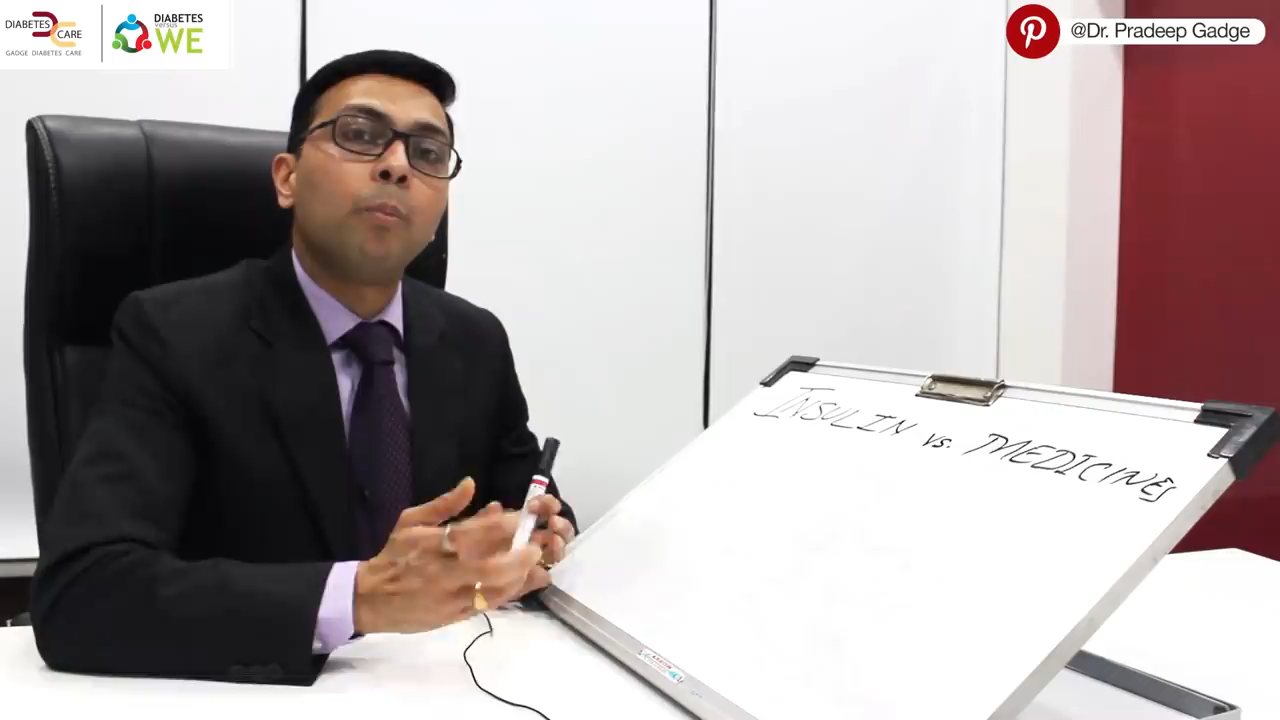 DIABETES
CARE
GADGE DIABETES CARE
DIABETES
versus
WE
@Dr. Pradeep Gadge
INSULIN vs. MEDICINES